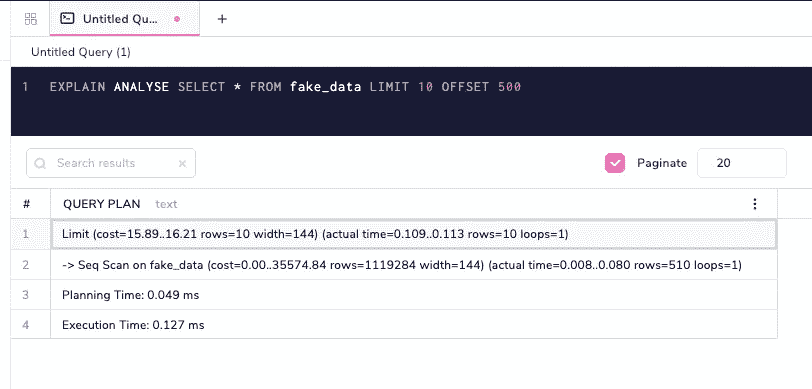 Untitled Qu...
+
Untitled Query (1)
1 EXPLAIN ANALYSE SELECT * FROM fake_data LIMIT 10 OFFSET 500
Search results ×
Paginate 20
# QUERY PLAN text
1 Limit (cost=15.89..16.21 rows=10 width=144) (actual time=0.109..0.113 rows=10 loops=1)
2 -> Seq Scan on fake_data (cost=0.00..35574.84 rows=1119284 width=144) (actual time=0.008..0.080 rows=510 loops=1)
3 Planning Time: 0.049 ms
4 Execution Time: 0.127 ms